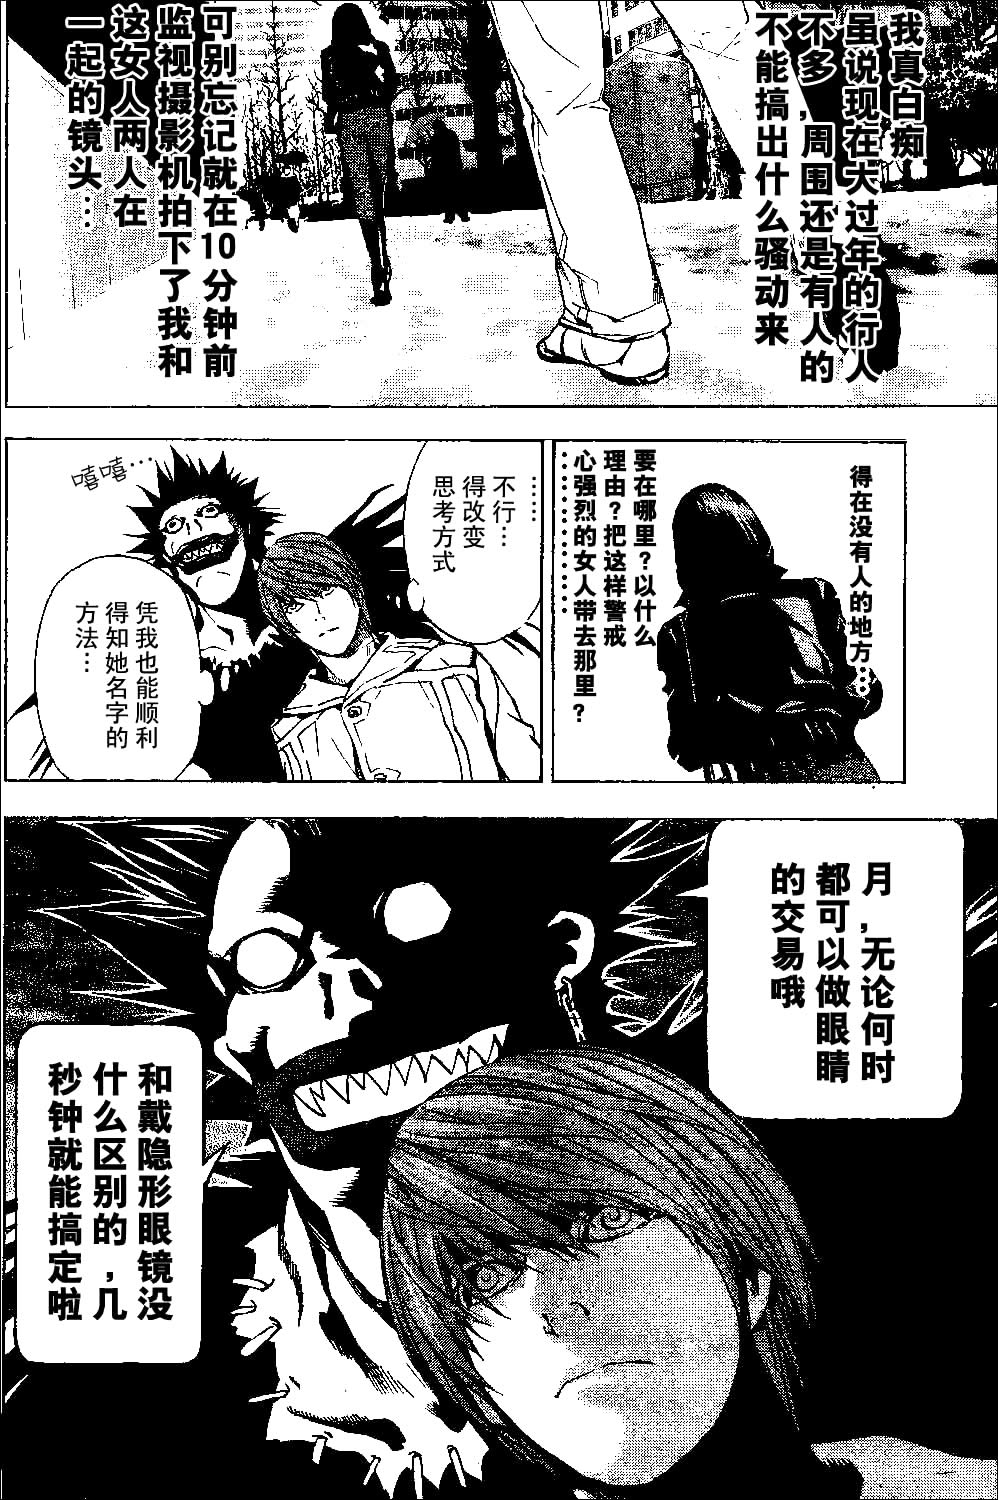 我真白痴
虽说现在大过年的行人
不多,周围还是有人的
不能搞出什么骚动来
可别忘记就在10分钟前
监视摄影机拍下了我和
这女人两人在
一起的镜头…
得在没有人的地方…
要在哪里?以什么
理由?把这样警戒
心强烈的女人带去那里?
……………
……
不行…
得改变
思考方式
嘻嘻…
凭我也能顺利
得知她名字的
方法…
月,无论何时
都可以做眼睛
的交易哦
和戴隐形眼镜没
什么区别的,几
秒钟就能搞定啦